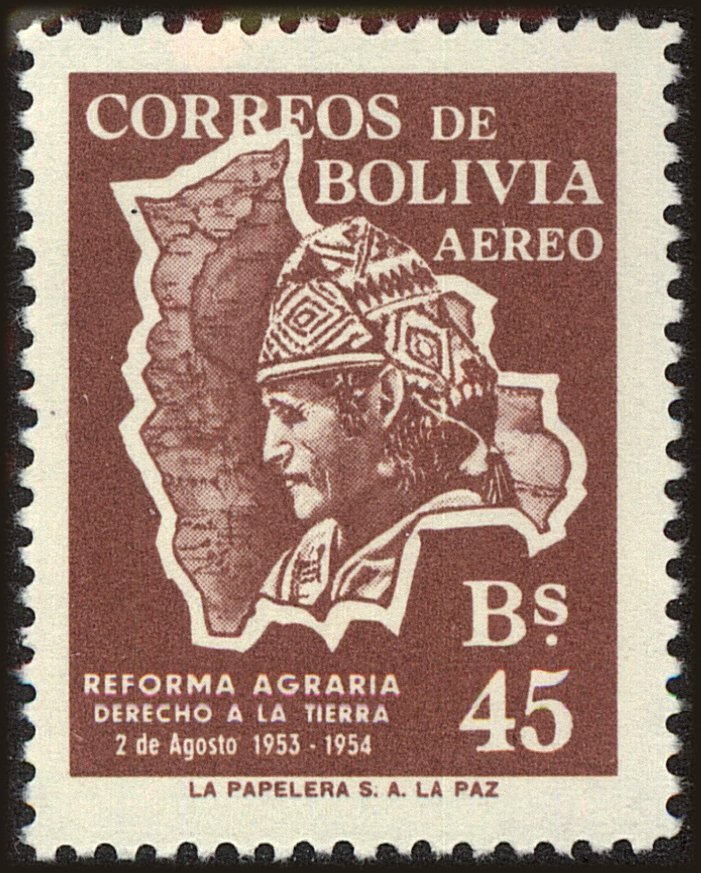 CORREOS DE
BOLIVIA
AEREO
Bs.
45
REFORMA AGRARIA
DERECHO A LA TIERRA
2 de Agosto 1953 - 1954
LA PAPELERA S. A. LA PAZ